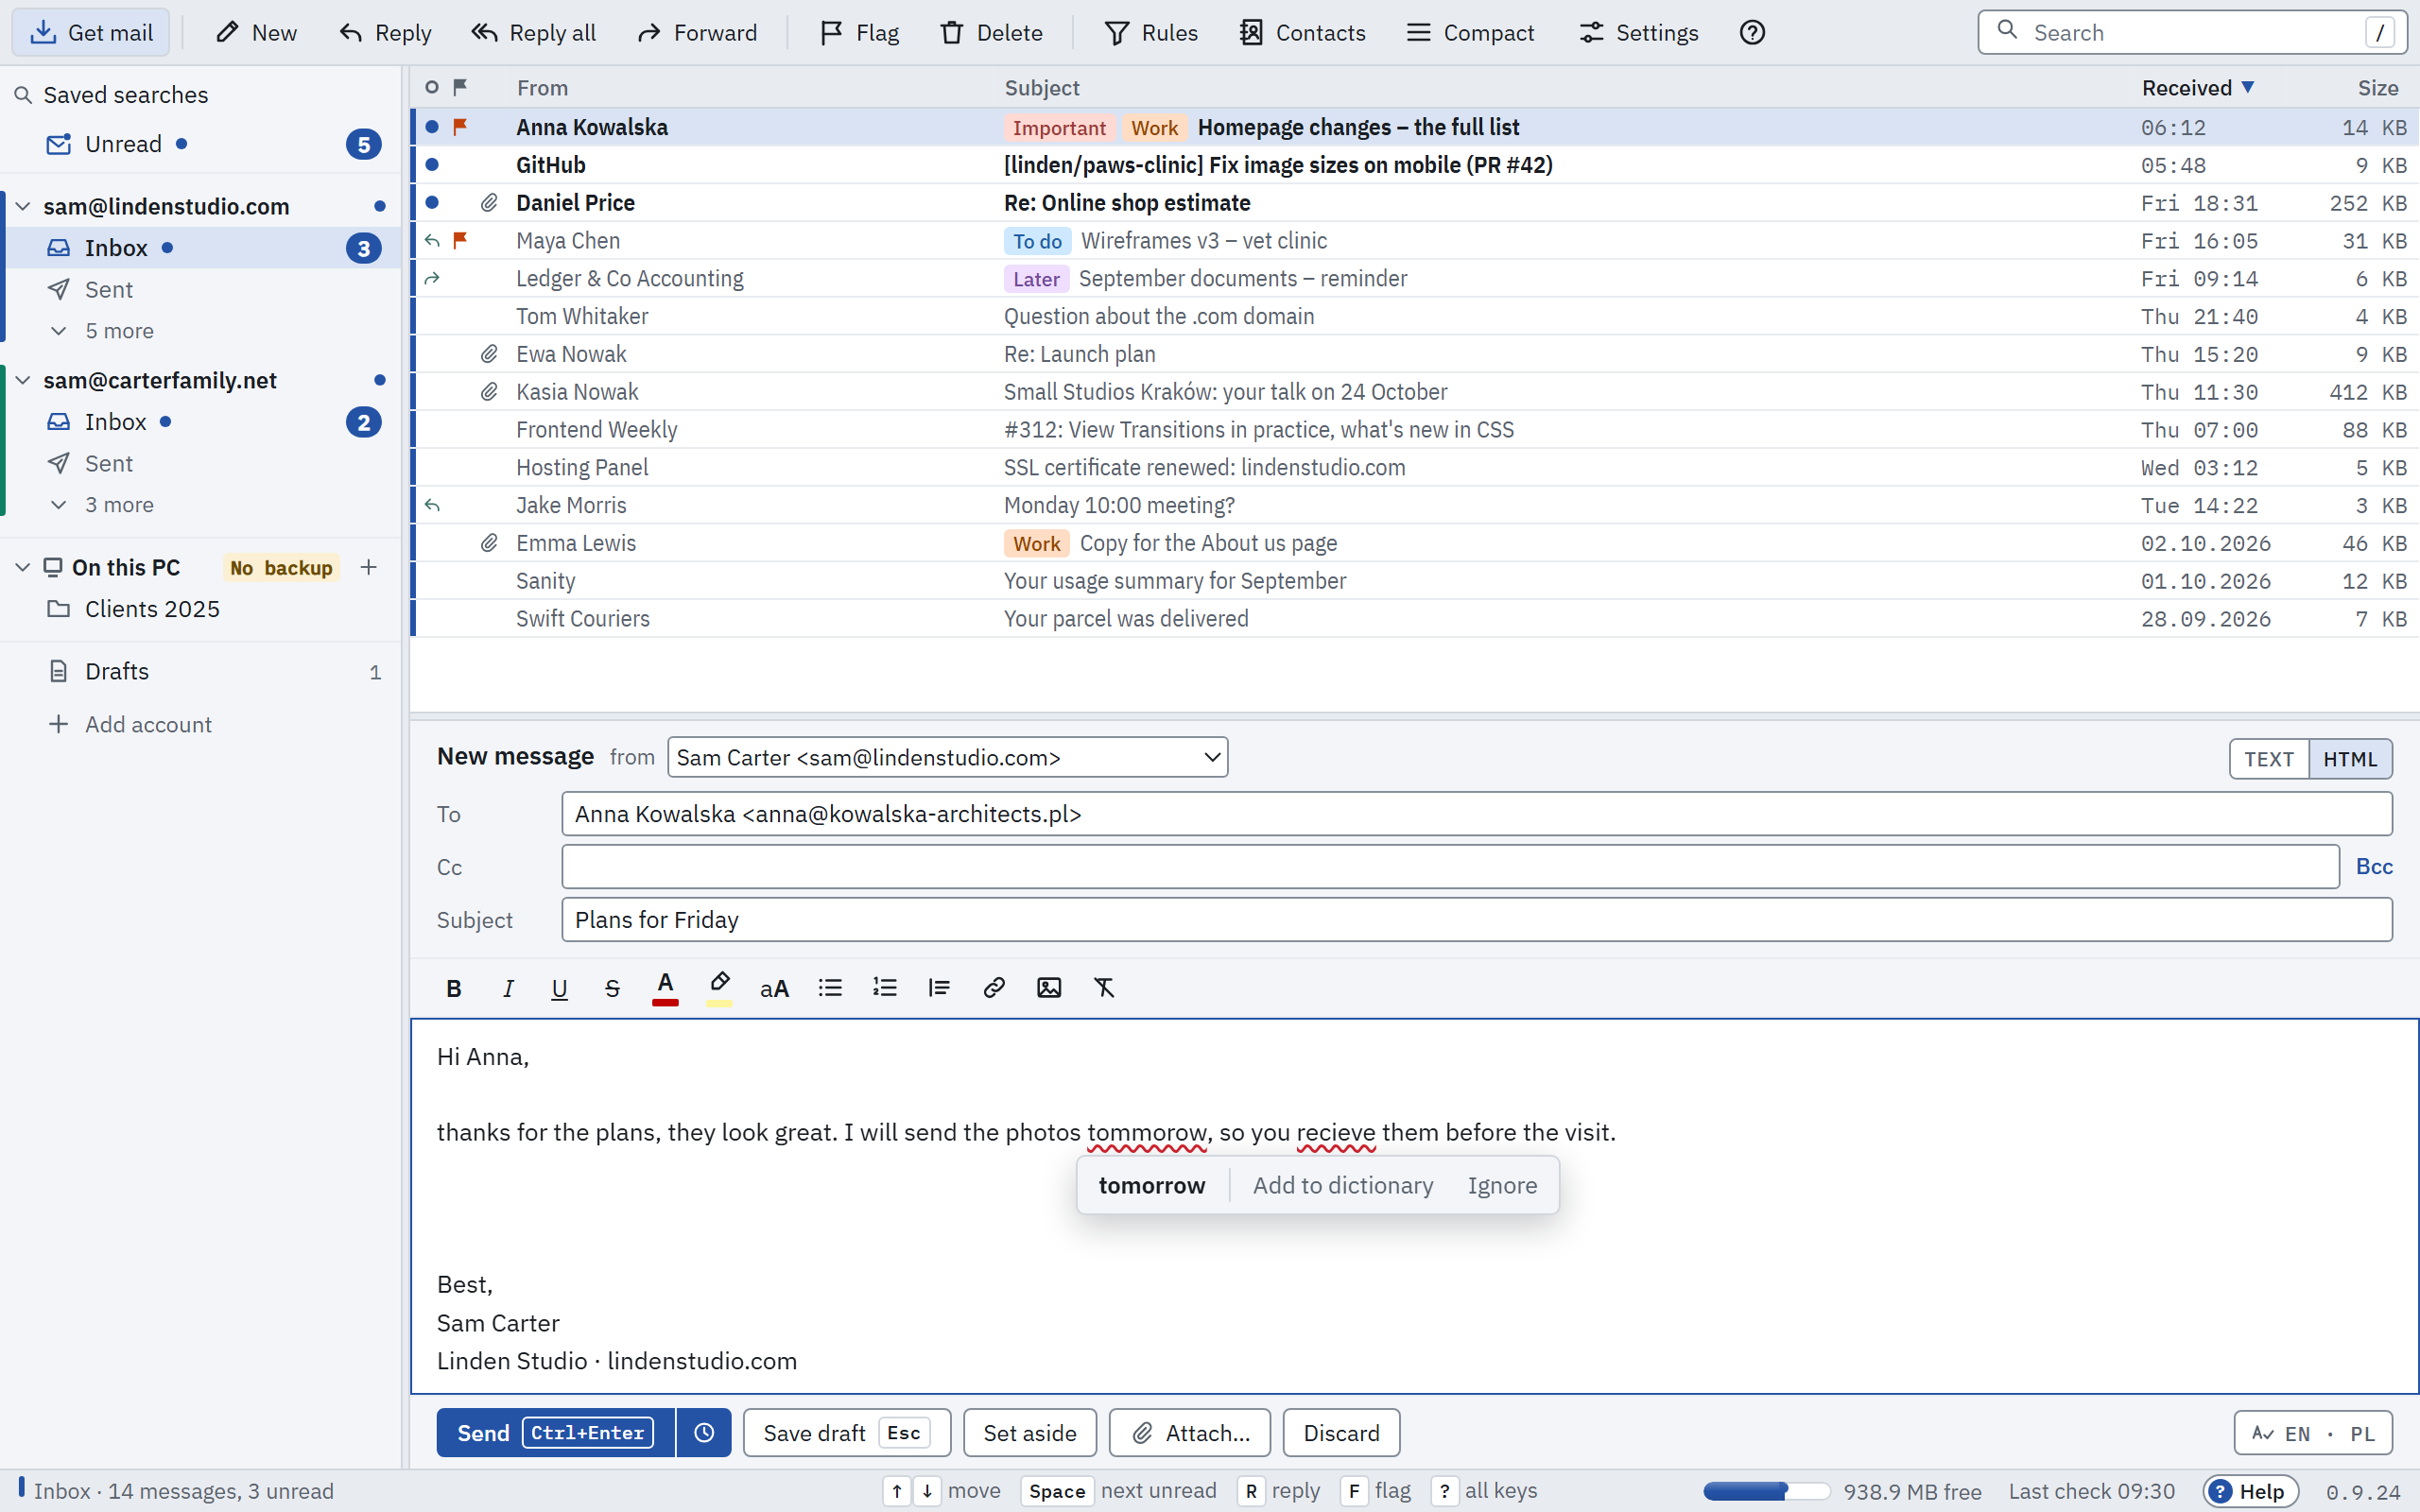 Get mail New Reply Reply all Forward Flag Delete Rules Contacts Compact Settings Search /
Saved searches
Unread 5
sam@lindenstudio.com
Inbox 3
Sent
5 more
sam@carterfamily.net
Inbox 2
Sent
3 more
On this PC No backup
Clients 2025
Drafts 1
Add account
From Subject Received Size
Anna Kowalska Important Work Homepage changes – the full list 06:12 14 KB
GitHub [linden/paws-clinic] Fix image sizes on mobile (PR #42) 05:48 9 KB
Daniel Price Re: Online shop estimate Fri 18:31 252 KB
Maya Chen To do Wireframes v3 – vet clinic Fri 16:05 31 KB
Ledger & Co Accounting Later September documents – reminder Fri 09:14 6 KB
Tom Whitaker Question about the .com domain Thu 21:40 4 KB
Ewa Nowak Re: Launch plan Thu 15:20 9 KB
Kasia Nowak Small Studios Kraków: your talk on 24 October Thu 11:30 412 KB
Frontend Weekly #312: View Transitions in practice, what's new in CSS Thu 07:00 88 KB
Hosting Panel SSL certificate renewed: lindenstudio.com Wed 03:12 5 KB
Jake Morris Monday 10:00 meeting? Tue 14:22 3 KB
Emma Lewis Work Copy for the About us page 02.10.2026 46 KB
Sanity Your usage summary for September 01.10.2026 12 KB
Swift Couriers Your parcel was delivered 28.09.2026 7 KB
New message from Sam Carter <sam@lindenstudio.com> TEXT HTML
To Anna Kowalska <anna@kowalska-architects.pl>
Cc Bcc
Subject Plans for Friday
B I U S A aA
Hi Anna,
thanks for the plans, they look great. I will send the photos tommorow, so you recieve them before the visit.
tomorrow Add to dictionary Ignore
Best,
Sam Carter
Linden Studio · lindenstudio.com
Send Ctrl+Enter Save draft Esc Set aside Attach... Discard EN · PL
Inbox · 14 messages, 3 unread ↑ ↓ move Space next unread R reply F flag ? all keys 938.9 MB free Last check 09:30 ? Help 0.9.24